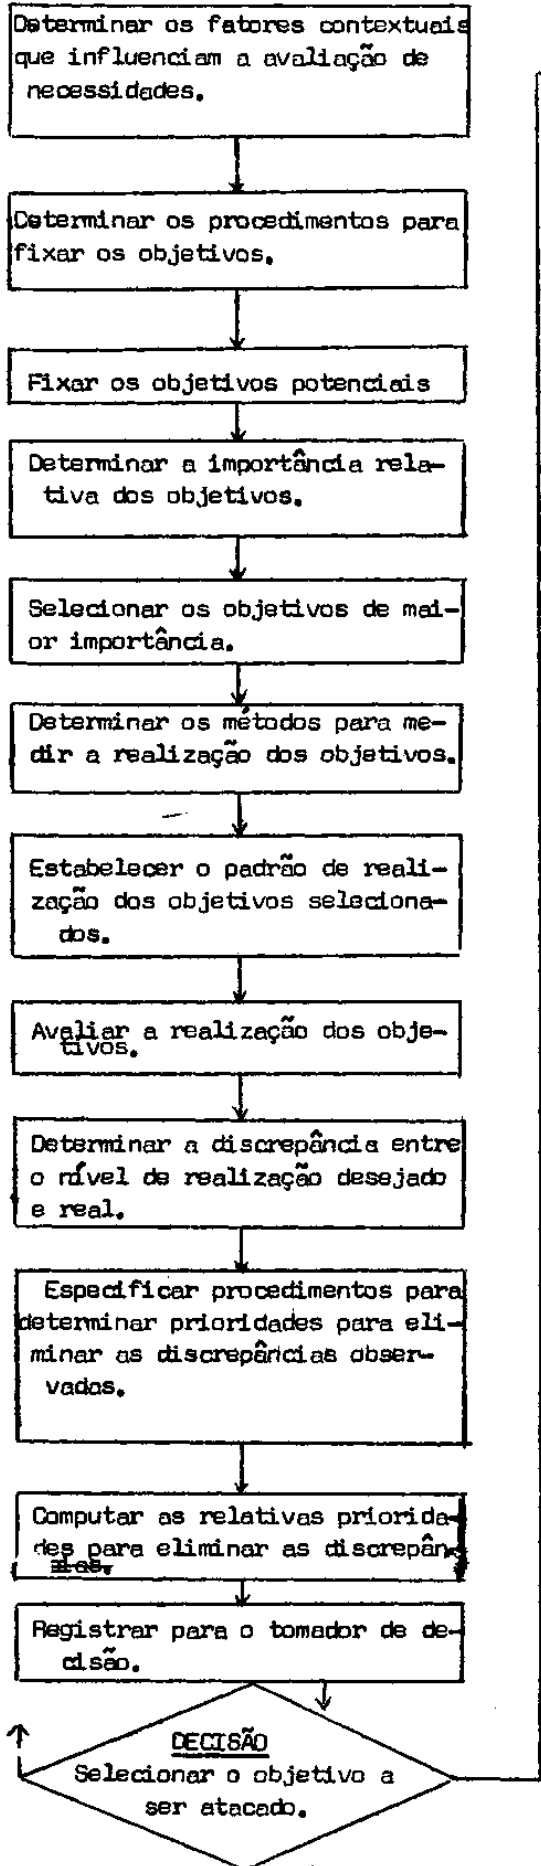 Determinar os fatores contextuais
que influenciam a avaliação de
necessidades.
Determinar os procedimentos para
fixar os objetivos.
Fixar os objetivos potenciais
Determinar a importância rela-
tiva dos objetivos.
Selecionar os objetivos de mai-
or importância.
Determinar os métodos para me-
dir a realização dos objetivos.
Estabelecer o padrão de reali-
zação dos objetivos seleciona-
dos.
Avaliar a realização dos obje-
tivos.
Determinar a discrepância entre
o nível de realização desejado
e real.
Especificar procedimentos para
determinar prioridades para eli-
minar as discrepâncias obser-
vadas.
Computar as relativas priorida-
des para eliminar as discrepân-
cias.
Registrar para o tomador de de-
cisão.
DECISÃO
Selecionar o objetivo a
ser atacado.